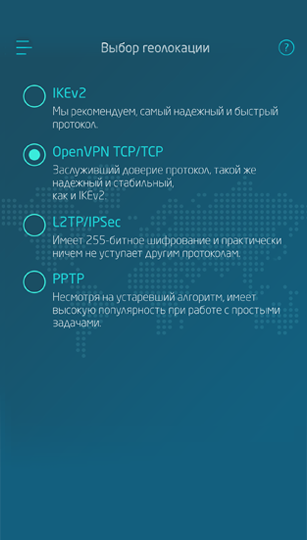 Выбор геолокации
?
IKEv2
Мы рекомендуем, самый надежный и быстрый
протокол.
OpenVPN TCP/TCP
Заслуживший доверие протокол, такой же
надежный и стабильный,
как и IKEv2.
L2TP/IPSec
Имеет 255-битное шифрование и практически
ничем не уступает другим протоколам.
PPTP
Несмотря на устаревший алгоритм, имеет
высокую популярность при работе с простыми
задачами.